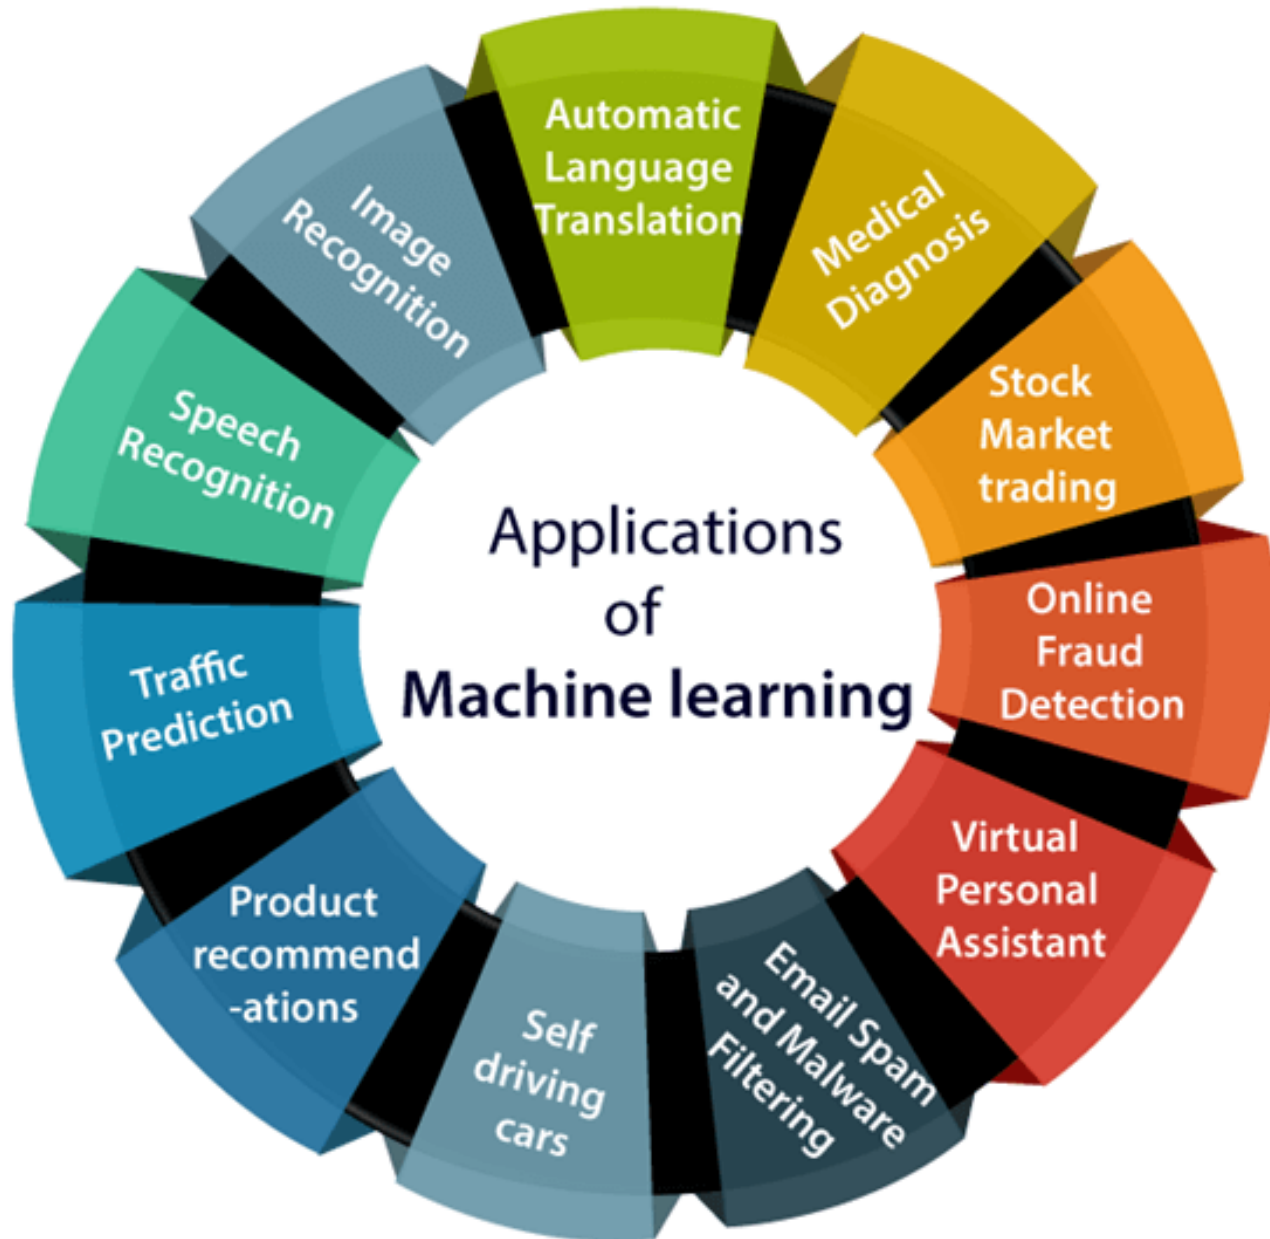 Automatic
Language
Translation
Medical
Diagnosis
Stock
Market
trading
Online
Fraud
Detection
Virtual
Personal
Assistant
Email Spam
and Malware
Filtering
Self
driving
cars
Product
recommend
-ations
Traffic
Prediction
Speech
Recognition
Image
Recognition
Applications
of
Machine learning